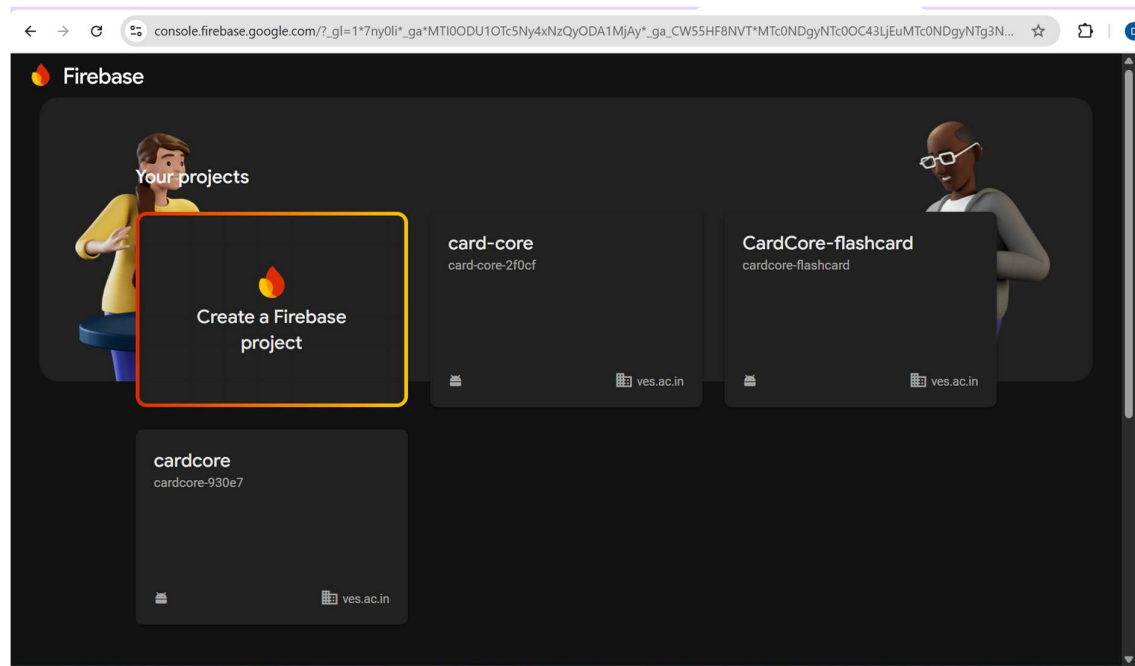 console.firebase.google.com/?_gl=1*7ny0li*_ga*MTI0ODU1OTc5Ny4xNzQyODA1MjAy*_ga_CW55HF8NVT*MTc0NDgyNTc0OC43LjEuMTc0NDgyNTg3N...
Firebase
Your projects
Create a Firebase
project
card-core
card-core-2f0cf
ves.ac.in
CardCore-flashcard
cardcore-flashcard
ves.ac.in
cardcore
cardcore-930e7
ves.ac.in